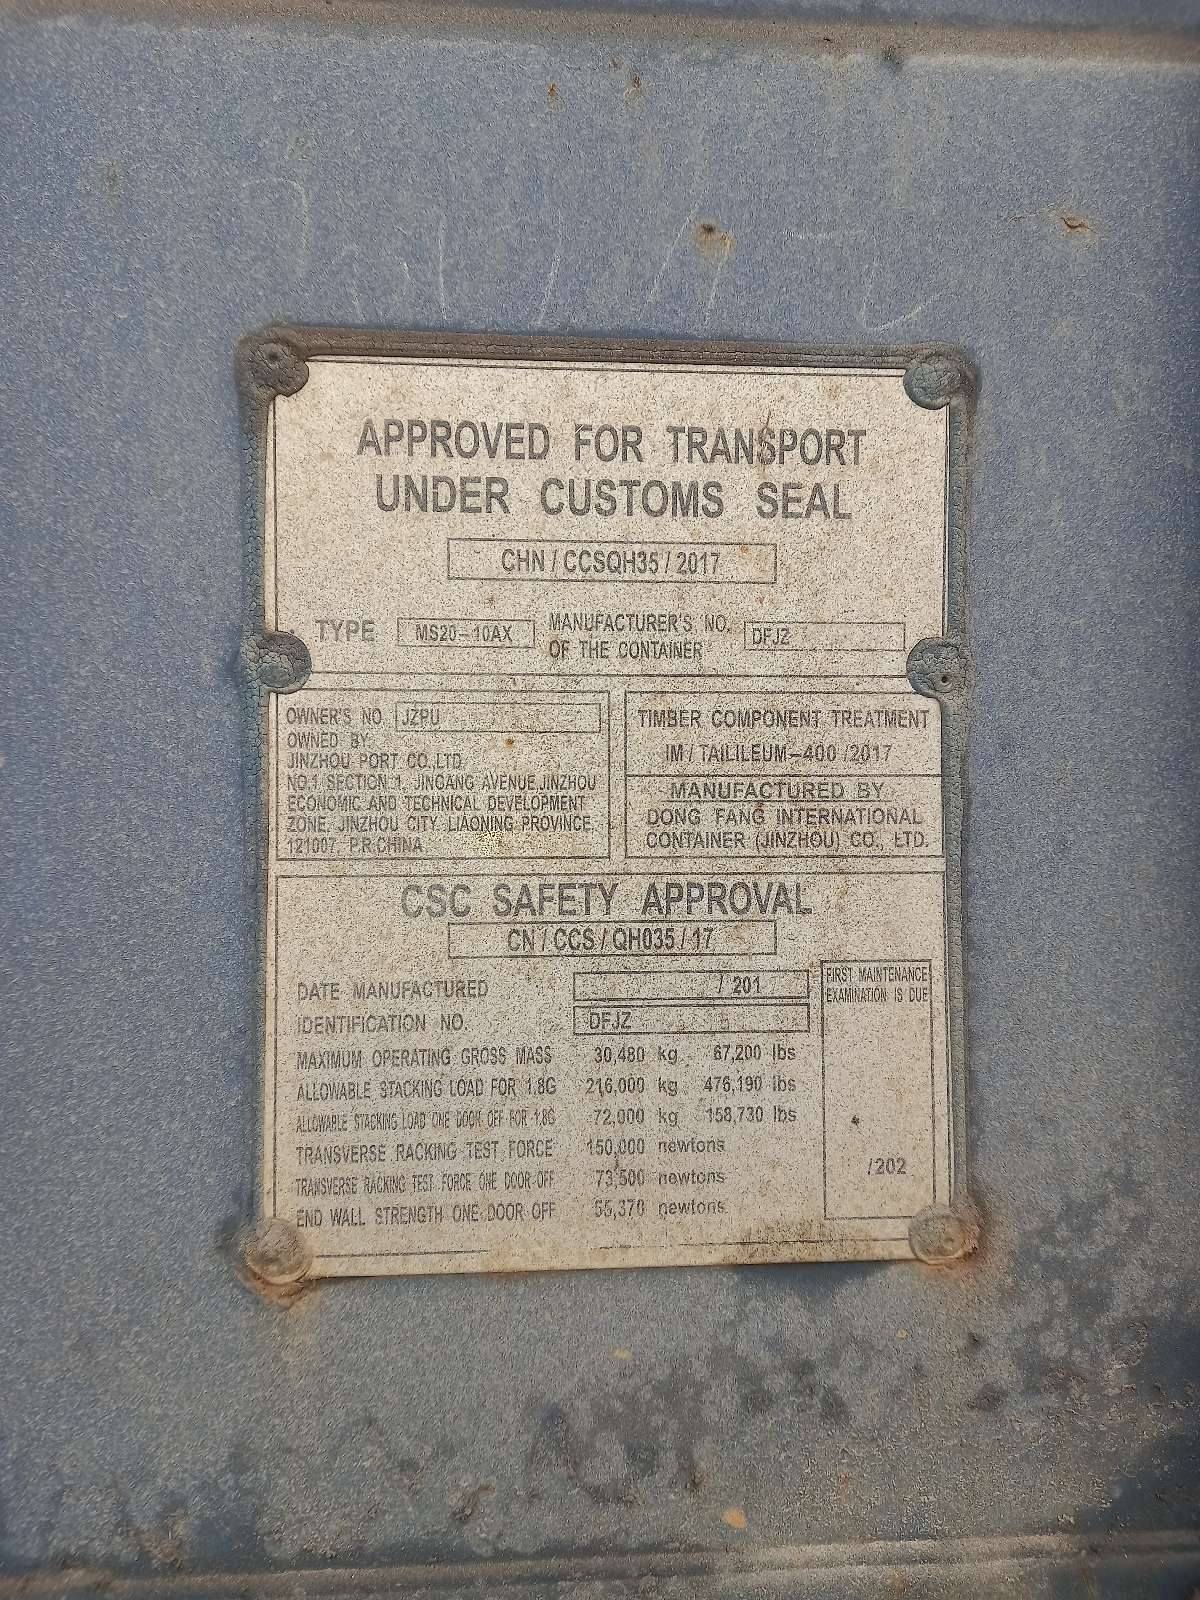 APPROVED FOR TRANSPORT
UNDER CUSTOMS SEAL
CHN / CCSQH35 / 2017
TYPE MS20-10AX MANUFACTURER'S NO. OF THE CONTAINER DFJZ
OWNER'S NO JZPU
OWNED BY:
JINZHOU PORT CO.,LTD.
NO.1 SECTION 1, JINGANG AVENUE,JINZHOU
ECONOMIC AND TECHNICAL DEVELOPMENT
ZONE, JINZHOU CITY, LIAONING PROVINCE,
121007, P.R.CHINA
TIMBER COMPONENT TREATMENT
IM / TAILILEUM-400 /2017
MANUFACTURED BY
DONG FANG INTERNATIONAL
CONTAINER (JINZHOU) CO., LTD.
CSC SAFETY APPROVAL
CN / CCS / QH035 / 17
DATE MANUFACTURED / 201
IDENTIFICATION NO. DFJZ
MAXIMUM OPERATING GROSS MASS 30,480 kg 67,200 lbs
ALLOWABLE STACKING LOAD FOR 1.8G 216,000 kg 476,190 lbs
ALLOWABLE STACKING LOAD ONE DOOR OFF FOR 1.8G 72,000 kg 158,730 lbs
TRANSVERSE RACKING TEST FORCE 150,000 newtons
TRANSVERSE RACKING TEST FORCE ONE DOOR OFF 73,500 newtons
END WALL STRENGTH ONE DOOR OFF 55,370 newtons
FIRST MAINTENANCE
EXAMINATION IS DUE
/202